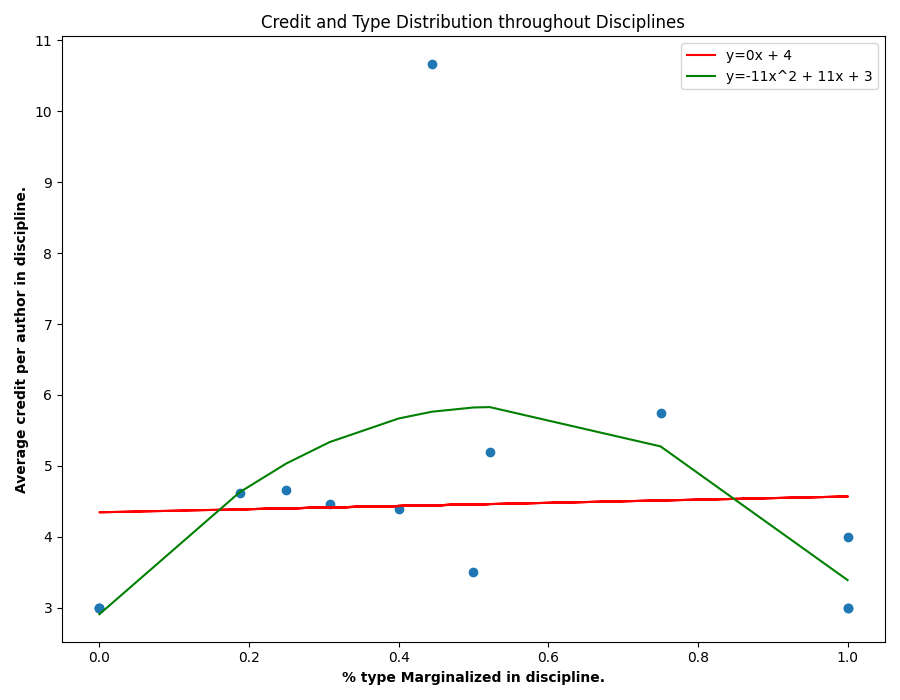 Credit and Type Distribution throughout Disciplines
y=0x + 4
y=-11x^2 + 11x + 3
Average credit per author in discipline.
11
10
9
8
7
6
5
4
3
0.0 0.2 0.4 0.6 0.8 1.0
% type Marginalized in discipline.